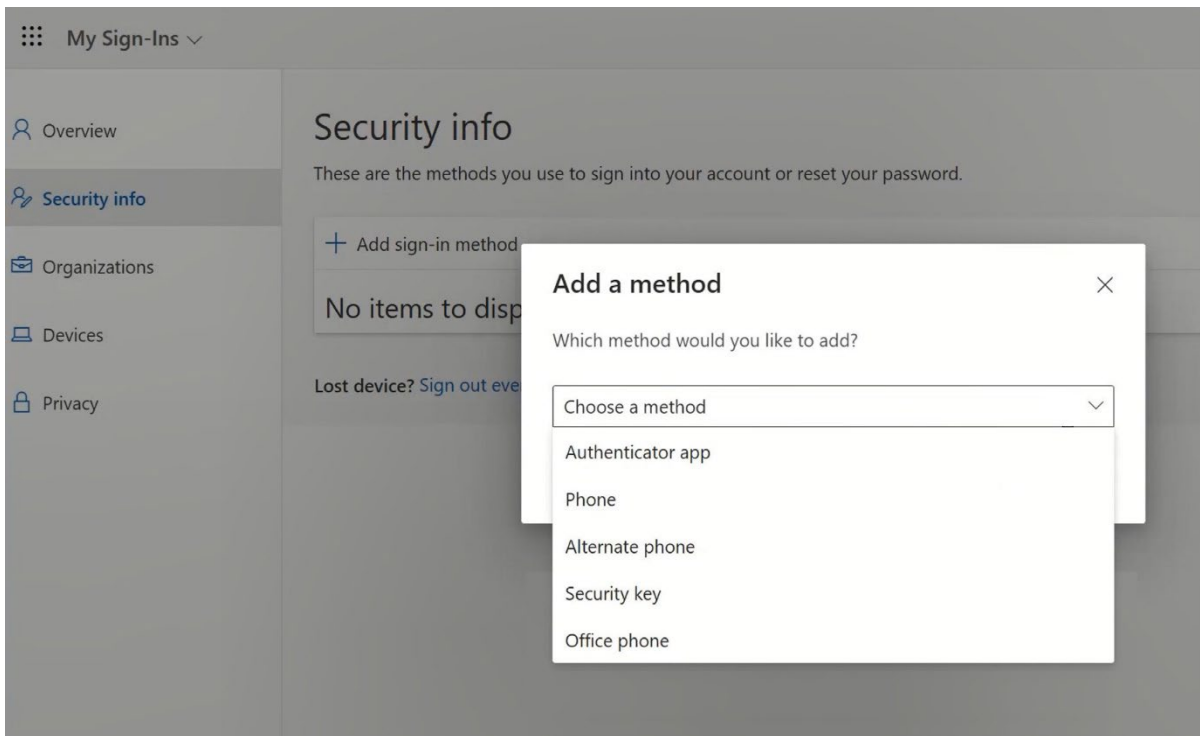 My Sign-Ins
Overview
Security info
Organizations
Devices
Privacy
Security info
These are the methods you use to sign into your account or reset your password.
Add sign-in method
No items to disp
Lost device? Sign out eve
Add a method
Which method would you like to add?
Choose a method
Authenticator app
Phone
Alternate phone
Security key
Office phone